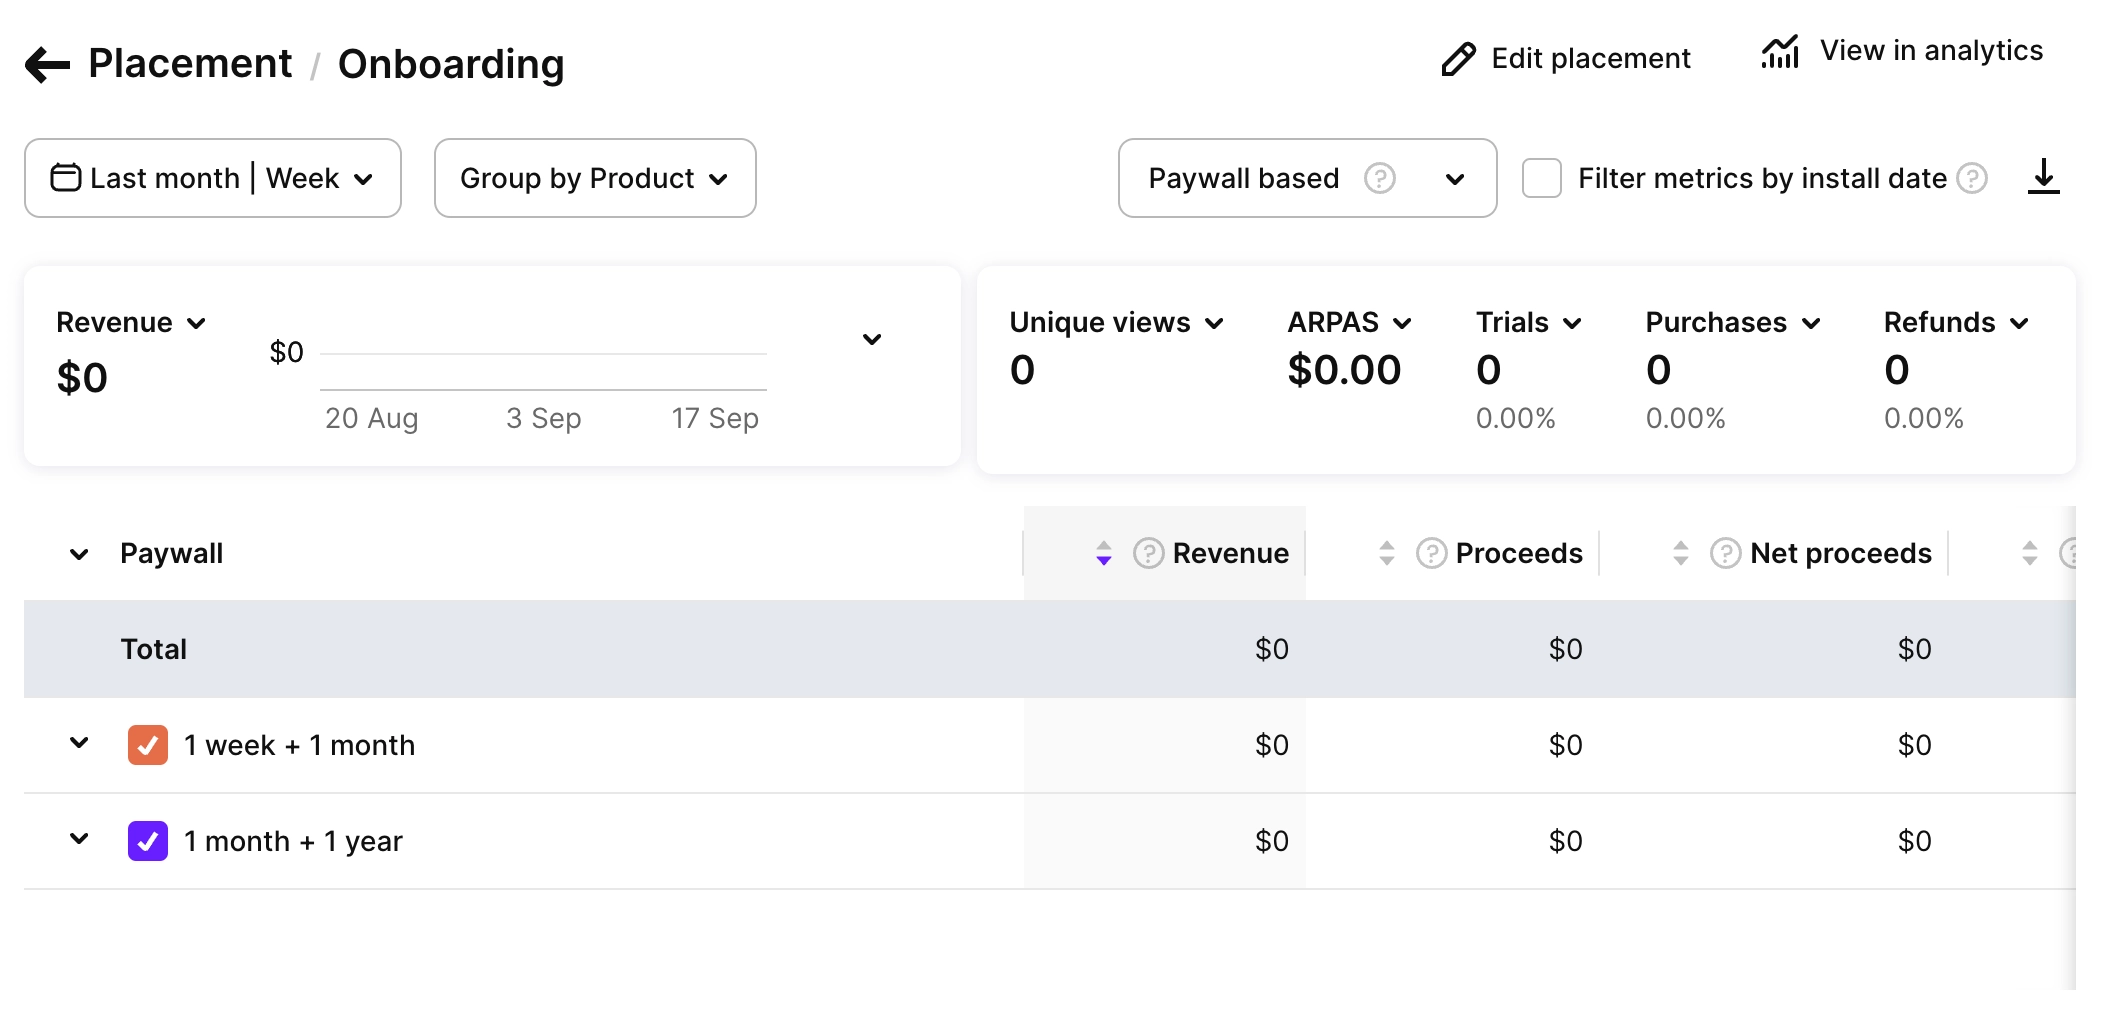 Placement / Onboarding
Edit placement
View in analytics
Last month | Week
Group by Product
Paywall based ?
Filter metrics by install date ?
Revenue
$0
$0
20 Aug 3 Sep 17 Sep
Unique views
0
ARPAS
$0.00
Trials
0
0.00%
Purchases
0
0.00%
Refunds
0
0.00%
Paywall ? Revenue ? Proceeds ? Net proceeds ?
Total $0 $0 $0
1 week + 1 month $0 $0 $0
1 month + 1 year $0 $0 $0